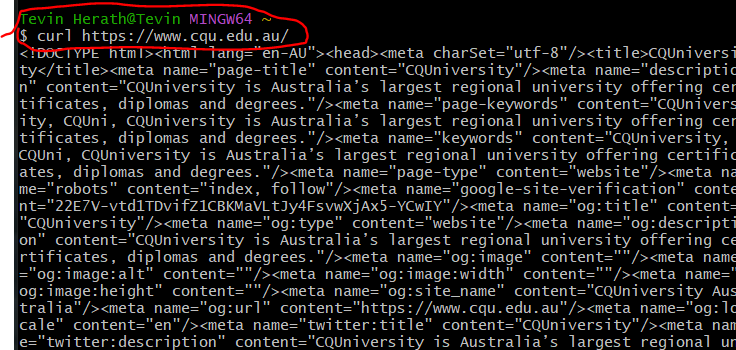 Tevin Herath@Tevin MINGW64 ~
$ curl https://www.cqu.edu.au/
<!DOCTYPE html><html lang="en-AU"><head><meta charSet="utf-8"/><title>CQUniversi
ty</title><meta name="page-title" content="CQUniversity"/><meta name="descriptio
n" content="CQUniversity is Australia’s largest regional university offering cer
tificates, diplomas and degrees."/><meta name="page-keywords" content="CQUnivers
ity, CQUni, CQUniversity is Australia’s largest regional university offering cer
tificates, diplomas and degrees."/><meta name="keywords" content="CQUniversity,
CQUni, CQUniversity is Australia’s largest regional university offering certific
ates, diplomas and degrees."/><meta name="page-type" content="website"/><meta na
me="robots" content="index, follow"/><meta name="google-site-verification" conte
nt="22E7V-vtd1TDvifZ1CBKMaVLtJy4FsvwXjAx5-YCwIY"/><meta name="og:title" content=
"CQUniversity"/><meta name="og:type" content="website"/><meta name="og:descripti
on" content="CQUniversity is Australia’s largest regional university offering ce
rtificates, diplomas and degrees."/><meta name="og:image" content=""/><meta name
="og:image:alt" content=""/><meta name="og:image:width" content=""/><meta name="
og:image:height" content=""/><meta name="og:site_name" content="CQUniversity Aus
tralia"/><meta name="og:url" content="https://www.cqu.edu.au"/><meta name="og:lo
cale" content="en"/><meta name="twitter:title" content="CQUniversity"/><meta nam
e="twitter:description" content="CQUniversity is Australia’s largest regional un